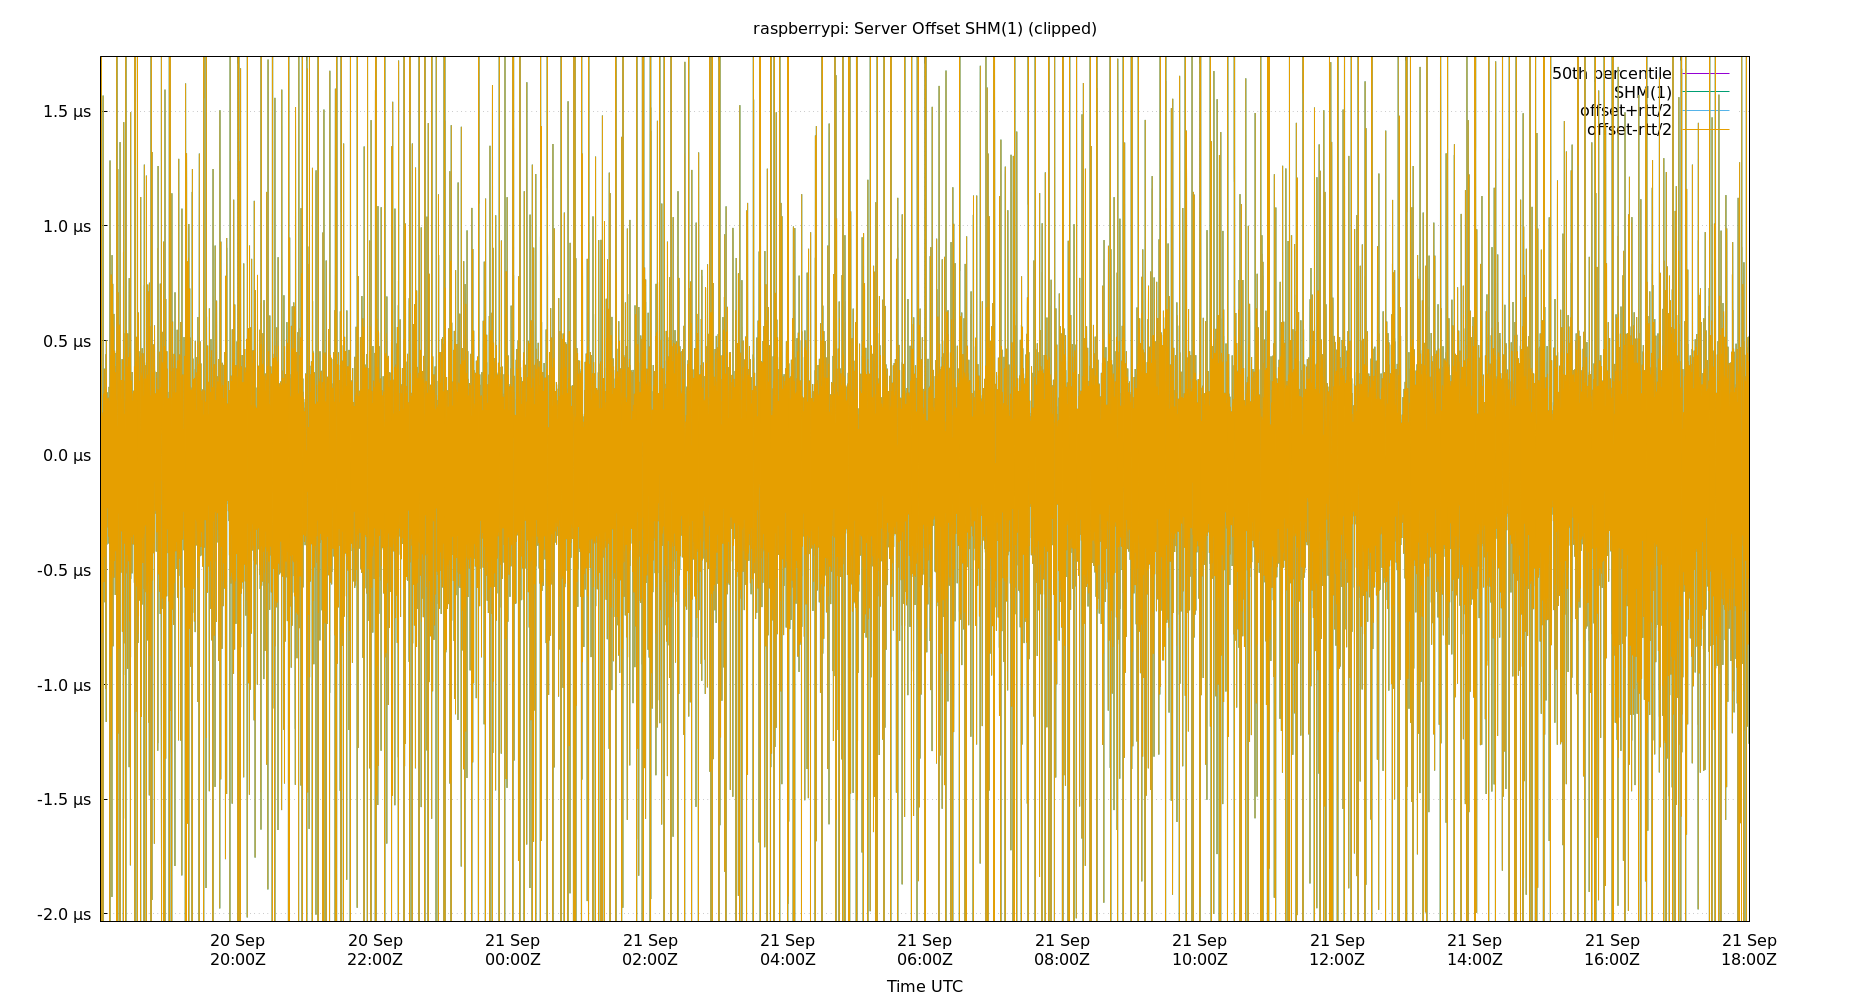 raspberrypi: Server Offset SHM(1) (clipped)
50th percentile
SHM(1)
offset+rtt/2
offset-rtt/2
1.5 µs
1.0 µs
0.5 µs
0.0 µs
-0.5 µs
-1.0 µs
-1.5 µs
-2.0 µs
20 Sep 20 Sep 21 Sep 21 Sep 21 Sep 21 Sep 21 Sep 21 Sep 21 Sep 21 Sep 21 Sep 21 Sep
20:00Z 22:00Z 00:00Z 02:00Z 04:00Z 06:00Z 08:00Z 10:00Z 12:00Z 14:00Z 16:00Z 18:00Z
Time UTC